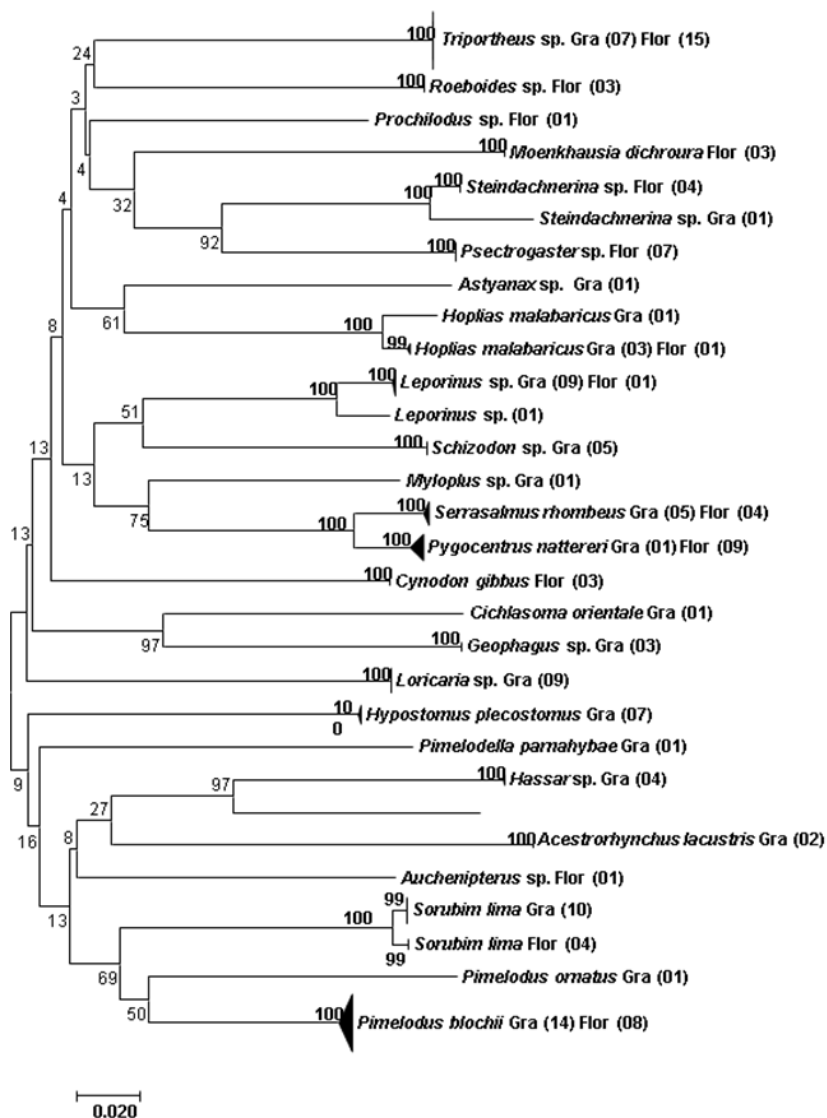 100 Triportheus sp. Gra (07) Flor (15)
24
100 Roeboides sp. Flor (03)
3
Prochilodus sp. Flor (01)
4
100 Moenkhausia dichroura Flor (03)
32
100 Steindachnerina sp. Flor (04)
100
Steindachnerina sp. Gra (01)
92
100 Psectrogaster sp. Flor (07)
4
Astyanax sp. Gra (01)
61
Hoplias malabaricus Gra (01)
100
99 Hoplias malabaricus Gra (03) Flor (01)
8
100 Leporinus sp. Gra (09) Flor (01)
100
Leporinus sp. (01)
51
100 Schizodon sp. Gra (05)
13
13
Myloplus sp. Gra (01)
75
100 Serrasalmus rhombeus Gra (05) Flor (04)
100
100 Pygocentrus nattereri Gra (01) Flor (09)
13
100 Cynodon gibbus Flor (03)
Cichlasoma orientale Gra (01)
97
100 Geophagus sp. Gra (03)
100 Loricaria sp. Gra (09)
10 Hypostomus plecostomus Gra (07)
0
Pimelodella parnahybae Gra (01)
9
97
100 Hassar sp. Gra (04)
27
16
8
100 Acestrorhynchus lacustris Gra (02)
Auchenipterus sp. Flor (01)
13
99 Sorubim lima Gra (10)
100
Sorubim lima Flor (04)
99
69
Pimelodus ornatus Gra (01)
50
100 Pimelodus blochii Gra (14) Flor (08)
0.020